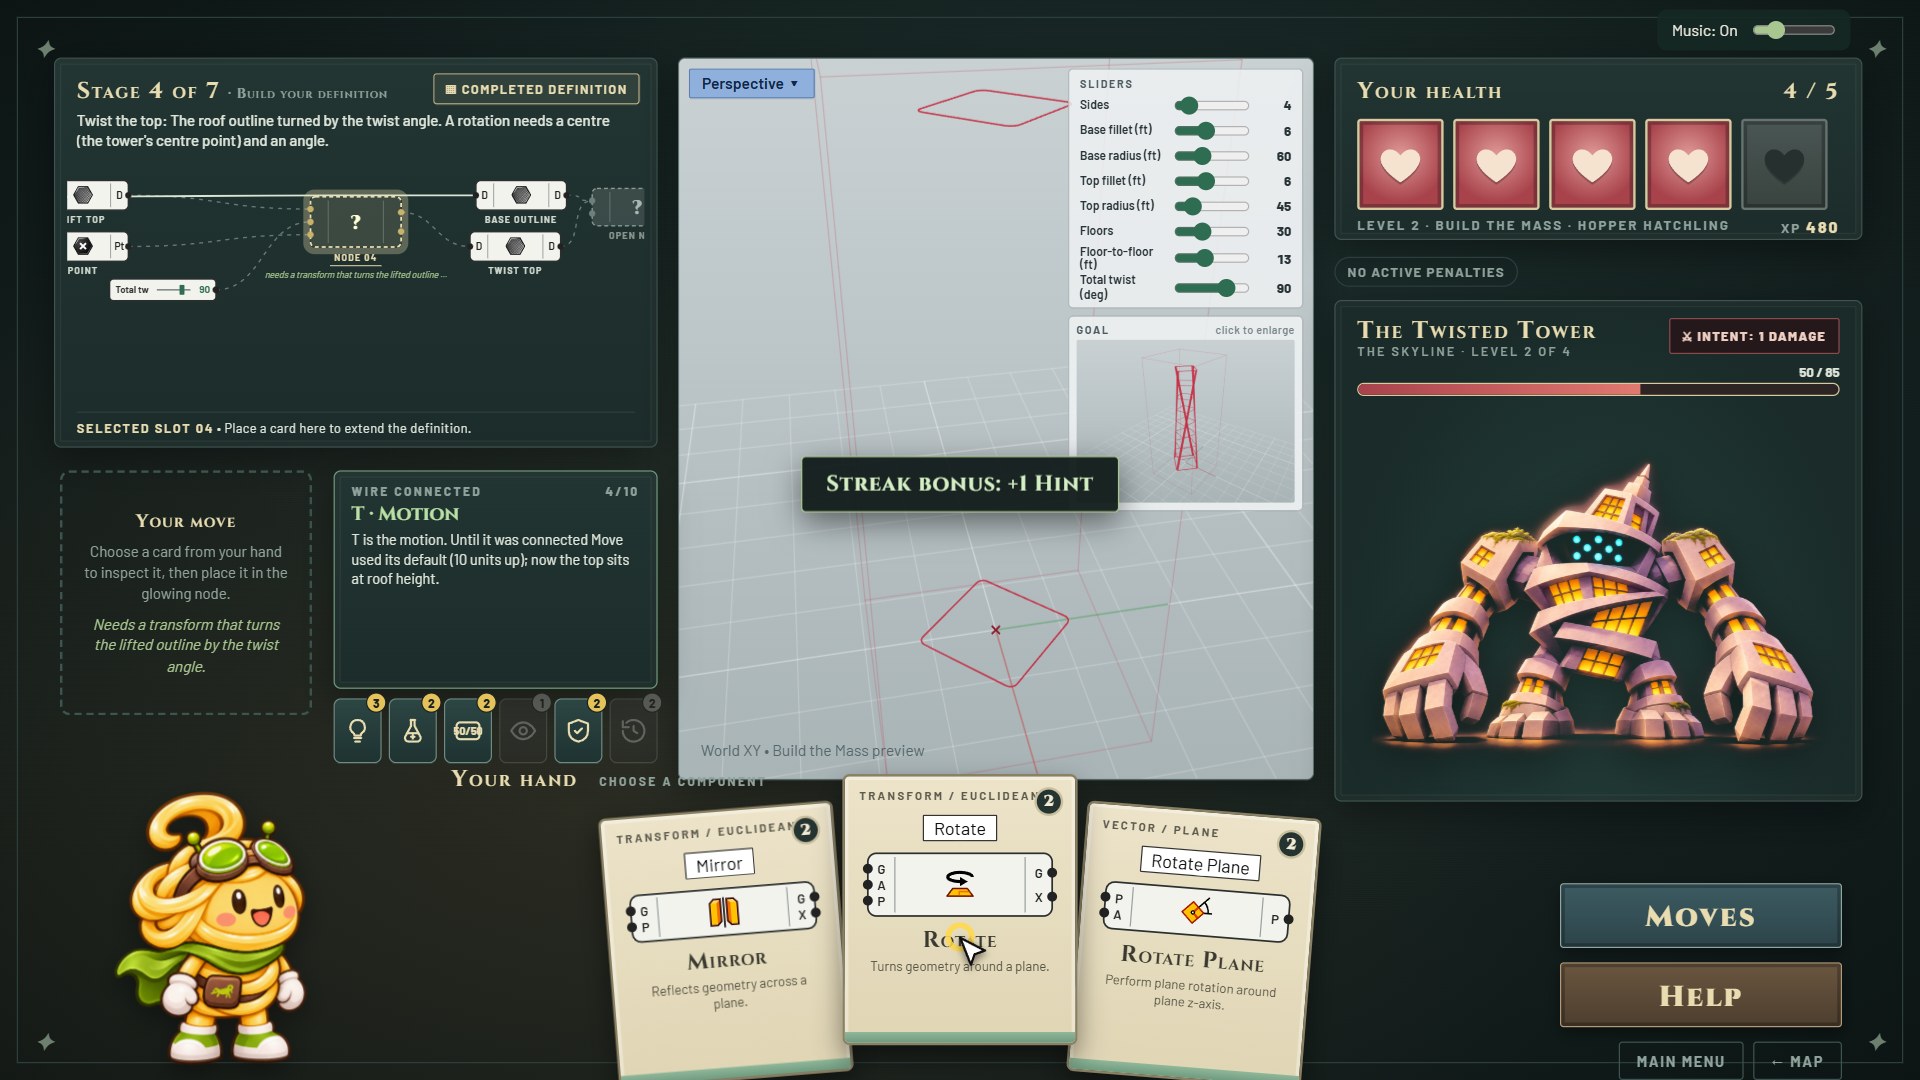 Music: On
Stage 4 of 7 · Build your definition
COMPLETED DEFINITION
Twist the top: The roof outline turned by the twist angle. A rotation needs a centre
(the tower's centre point) and an angle.
D
IFT TOP
Pt
POINT
Total tw 90
?
NODE 04
needs a transform that turns the lifted outline ...
D D
BASE OUTLINE
D D
TWIST TOP
?
OPEN N
SELECTED SLOT 04 • Place a card here to extend the definition.
Your move
Choose a card from your hand
to inspect it, then place it in the
glowing node.
Needs a transform that turns
the lifted outline by the twist
angle.
WIRE CONNECTED 4/10
T · Motion
T is the motion. Until it was connected Move
used its default (10 units up); now the top sits
at roof height.
3
2
2
1
2
2
50/50
Perspective ▼
SLIDERS
Sides 4
Base fillet (ft) 6
Base radius (ft) 60
Top fillet (ft) 6
Top radius (ft) 45
Floors 30
Floor-to-floor
(ft) 13
Total twist
(deg) 90
GOAL click to enlarge
Streak bonus: +1 Hint
World XY • Build the Mass preview
Your health 4 / 5
LEVEL 2 · BUILD THE MASS · HOPPER HATCHLING XP 480
NO ACTIVE PENALTIES
The Twisted Tower
THE SKYLINE · LEVEL 2 OF 4
INTENT: 1 DAMAGE
50 / 85
Your hand CHOOSE A COMPONENT
TRANSFORM / EUCLIDEAN 2
Mirror
G
P
G
X
Mirror
Reflects geometry across a
plane.
TRANSFORM / EUCLIDEAN 2
Rotate
G
A
P
G
X
Rotate
Turns geometry around a plane.
VECTOR / PLANE 2
Rotate Plane
P
A
P
Rotate Plane
Perform plane rotation around
plane z-axis.
Moves
Help
MAIN MENU
← MAP